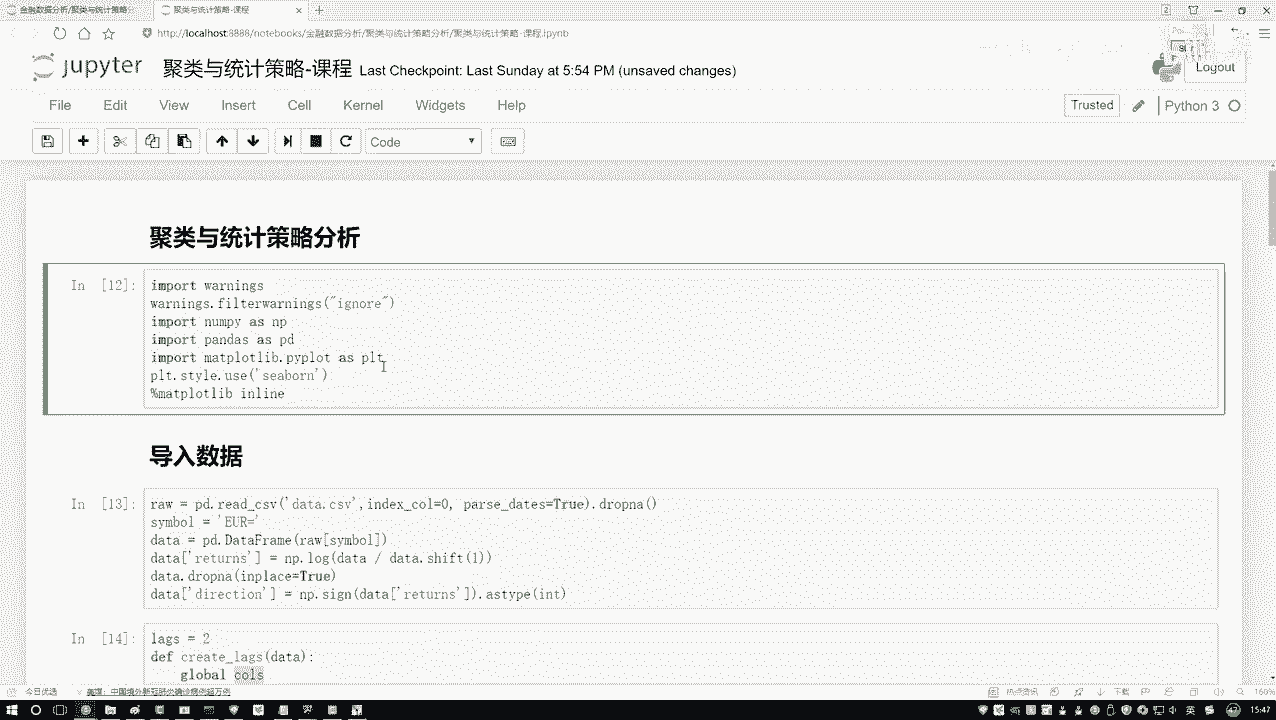 金融数据分析/聚类与统计策略
聚类与统计策略-课程
http://localhost:8888/notebooks/金融数据分析/聚类与统计策略分析/聚类与统计策略-课程.ipynb
jupyter 聚类与统计策略-课程 Last Checkpoint: Last Sunday at 5:54 PM (unsaved changes)
Logout
File Edit View Insert Cell Kernel Widgets Help
Trusted Python 3
Code
聚类与统计策略分析
In [12]:
import warnings
warnings.filterwarnings("ignore")
import numpy as np
import pandas as pd
import matplotlib.pyplot as plt
plt.style.use('seaborn')
%matplotlib inline
导入数据
In [13]:
raw = pd.read_csv('data.csv',index_col=0, parse_dates=True).dropna()
symbol = 'EUR='
data = pd.DataFrame(raw[symbol])
data['returns'] = np.log(data / data.shift(1))
data.dropna(inplace=True)
data['direction'] = np.sign(data['returns']).astype(int)
In [14]:
lags = 2
def create_lags(data):
global cols
今日优选
热点资讯 下载 160%
英 15:47